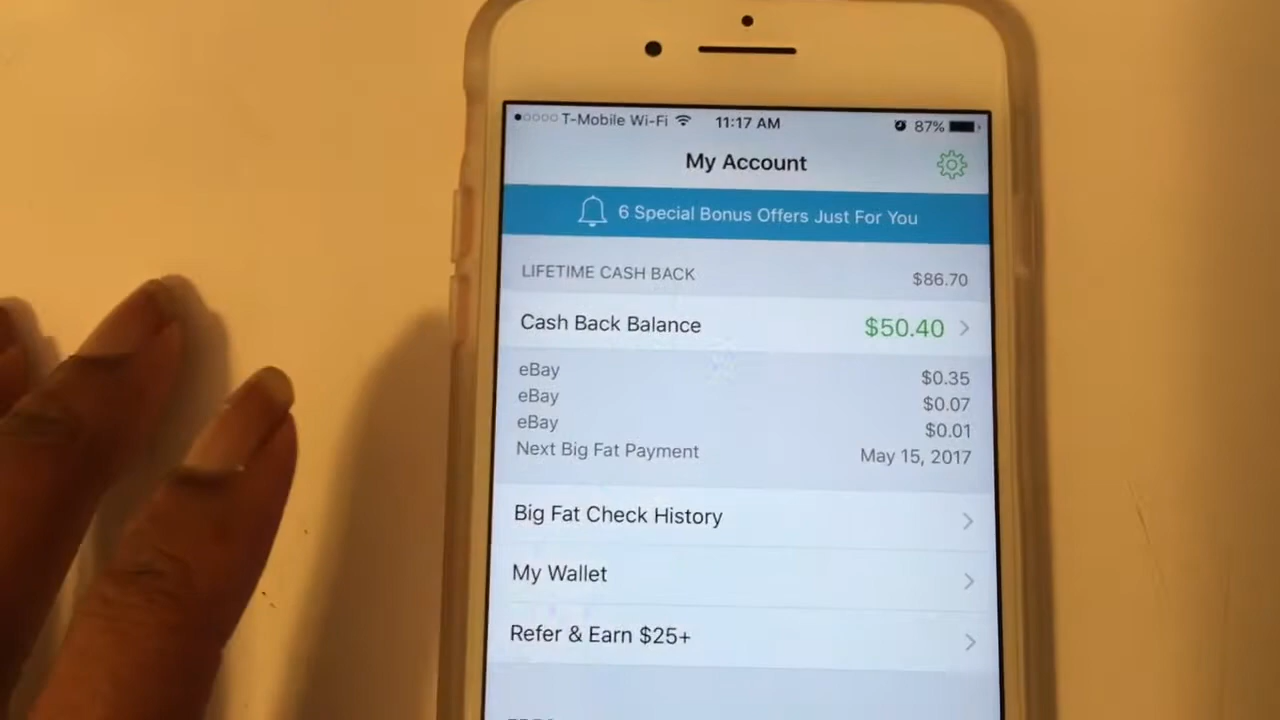 T-Mobile Wi-Fi 11:17 AM 87%
My Account
6 Special Bonus Offers Just For You
LIFETIME CASH BACK $86.70
Cash Back Balance $50.40
eBay $0.35
eBay $0.07
eBay $0.01
Next Big Fat Payment May 15, 2017
Big Fat Check History
My Wallet
Refer & Earn $25+